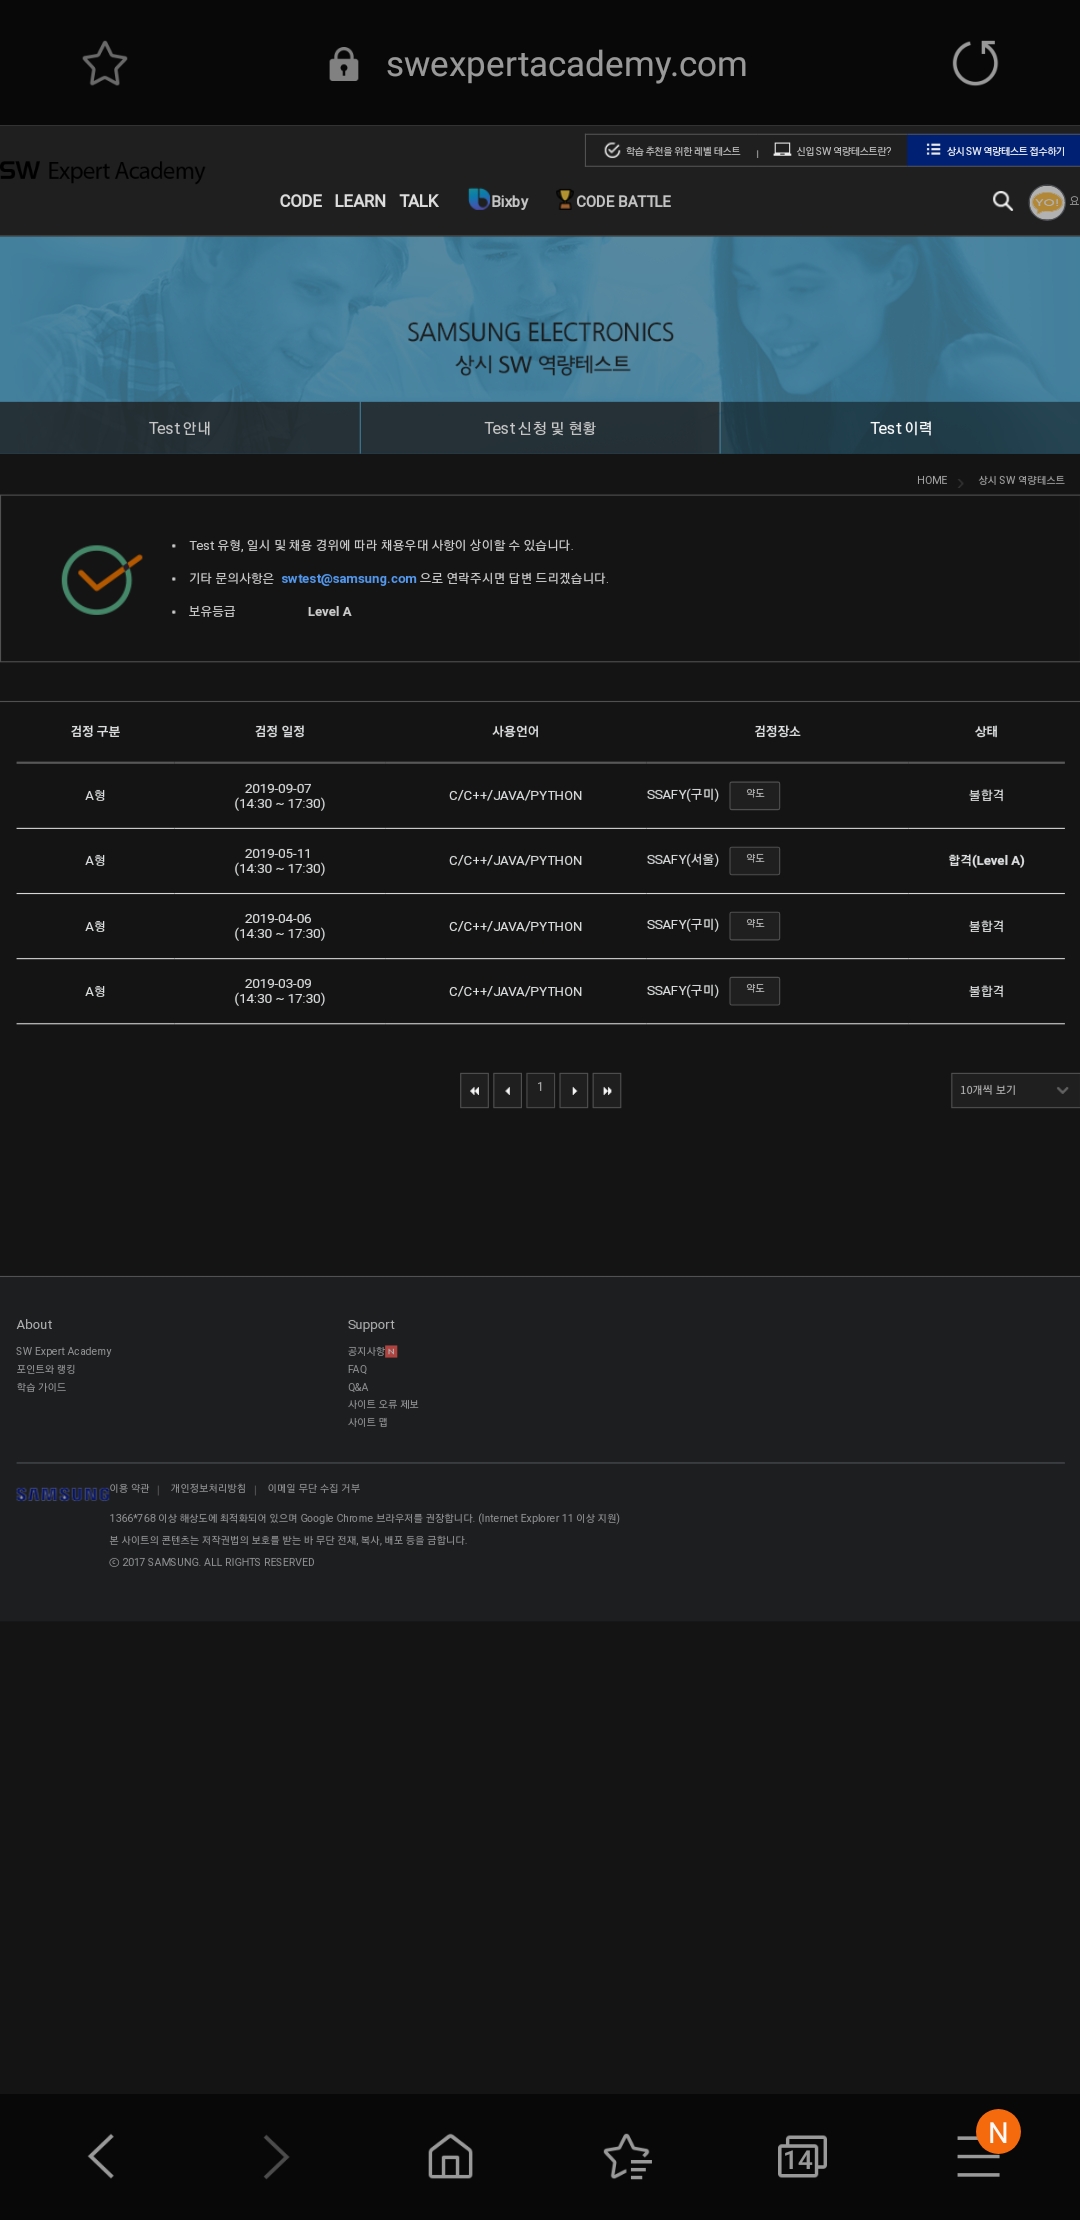 swexpertacademy.com
학습 추천을 위한 레벨 테스트 | 신입 SW 역량테스트란? 상시 SW 역량테스트 접수하기
SW Expert Academy
CODE LEARN TALK Bixby CODE BATTLE YO! 요
SAMSUNG ELECTRONICS
상시 SW 역량테스트
Test 안내 Test 신청 및 현황 Test 이력
HOME 상시 SW 역량테스트
Test 유형, 일시 및 채용 경위에 따라 채용우대 사항이 상이할 수 있습니다.
기타 문의사항은 swtest@samsung.com 으로 연락주시면 답변 드리겠습니다.
보유등급 Level A
검정 구분 검정 일정 사용언어 검정장소 상태
A형 2019-09-07 (14:30 ~ 17:30) C/C++/JAVA/PYTHON SSAFY(구미) 약도 불합격
A형 2019-05-11 (14:30 ~ 17:30) C/C++/JAVA/PYTHON SSAFY(서울) 약도 합격(Level A)
A형 2019-04-06 (14:30 ~ 17:30) C/C++/JAVA/PYTHON SSAFY(구미) 약도 불합격
A형 2019-03-09 (14:30 ~ 17:30) C/C++/JAVA/PYTHON SSAFY(구미) 약도 불합격
1 10개씩 보기
About Support
SW Expert Academy 공지사항 N
포인트와 랭킹 FAQ
학습 가이드 Q&A
사이트 오류 제보
사이트 맵
SAMSUNG 이용 약관 | 개인정보처리방침 | 이메일 무단 수집 거부
1366*768 이상 해상도에 최적화되어 있으며 Google Chrome 브라우저를 권장합니다. (Internet Explorer 11 이상 지원)
본 사이트의 콘텐츠는 저작권법의 보호를 받는 바 무단 전재, 복사, 배포 등을 금합니다.
© 2017 SAMSUNG. ALL RIGHTS RESERVED
14 N